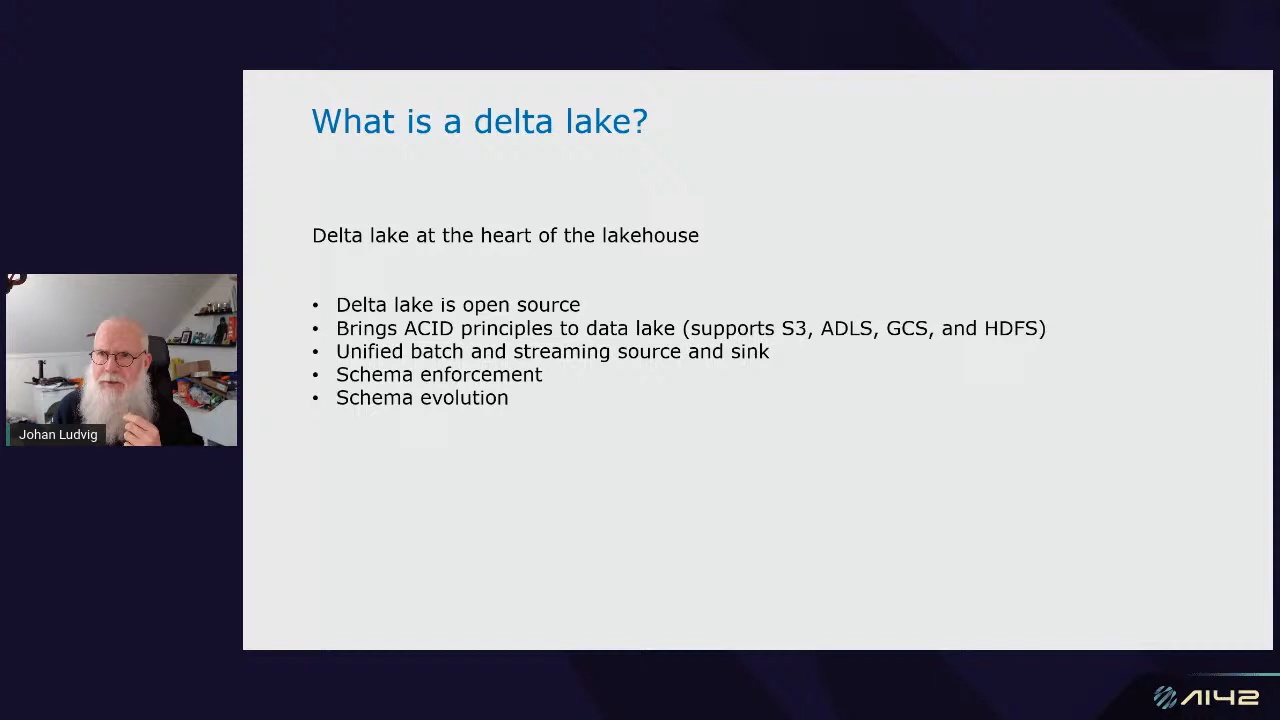 What is a delta lake?
Delta lake at the heart of the lakehouse
• Delta lake is open source
• Brings ACID principles to data lake (supports S3, ADLS, GCS, and HDFS)
• Unified batch and streaming source and sink
• Schema enforcement
• Schema evolution
Johan Ludvig
AI42